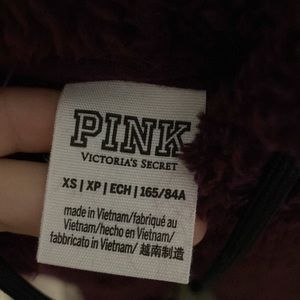 PINK
VICTORIA'S SECRET
XS | XP | ECH | 165/84A
made in Vietnam/fabriqué au
Vietnam/hecho en Vietnam/
fabbricato in Vietnam/ 越南制造